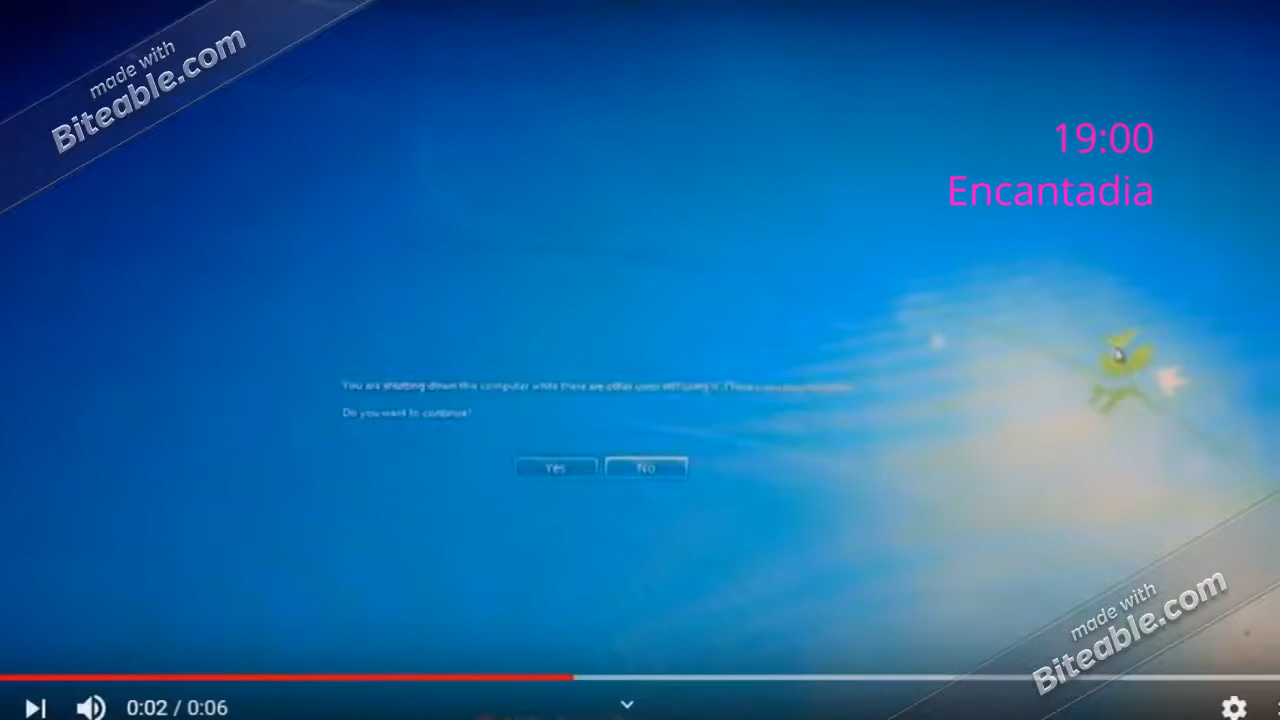 made with
Biteable.com
19:00
Encantadia
You are shutting down this computer while there are other users still using it.
Do you want to continue?
Yes No
made with
Biteable.com
0:02 / 0:06